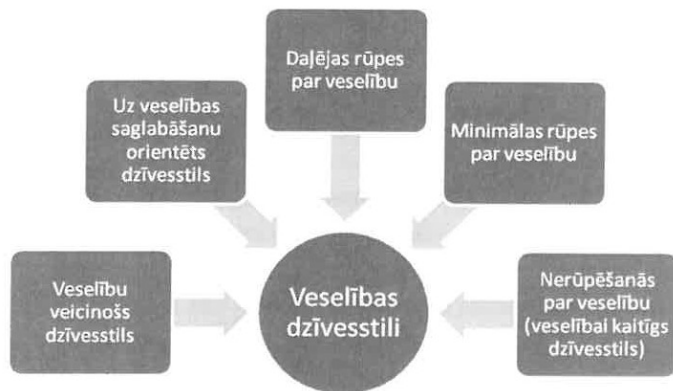 Daļējas rūpes
par veselību
Uz veselības
saglabāšanu
orientēts
dzīvesstils
Minimālas rūpes
par veselību
Veselību
veicinošs
dzīvesstils
Veselības
dzīvesstili
Nerūpēšanās
par veselību
(veselībai kaitīgs
dzīvesstils)